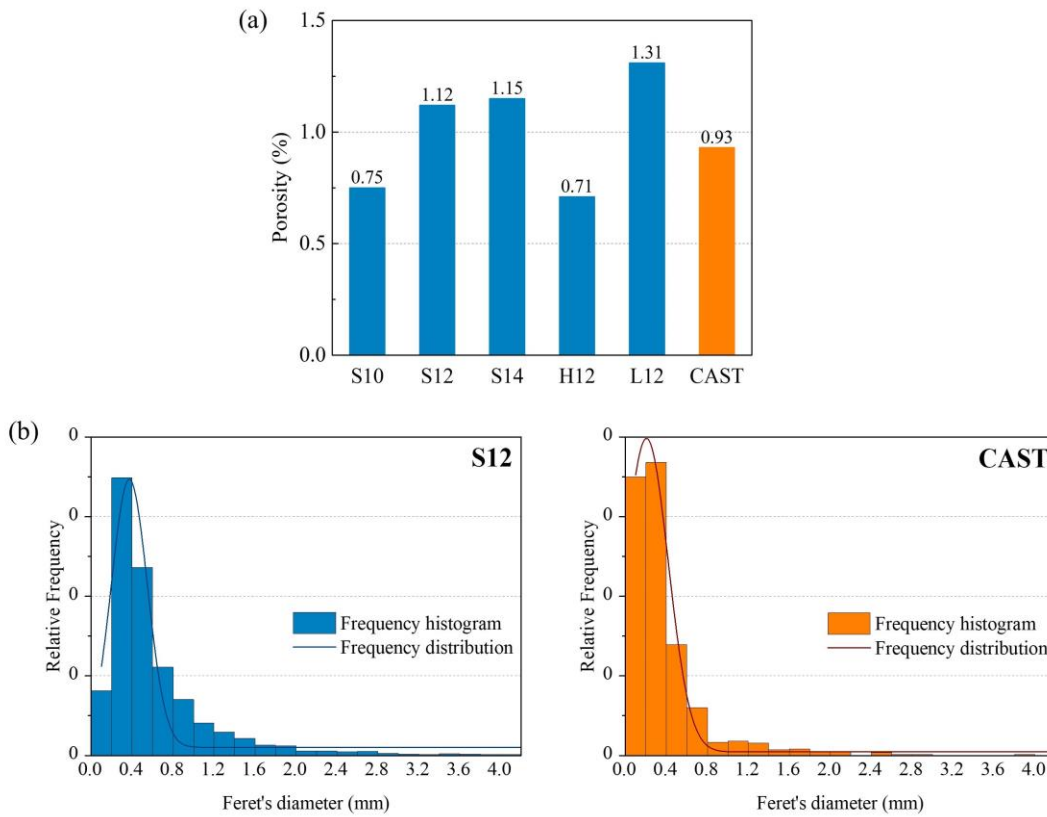 (a)
Porosity (%)
1.5
1.0
0.5
0.0
0.75
1.12
1.15
0.71
1.31
0.93
S10 S12 S14 H12 L12 CAST
(b)
S12
Relative Frequency
0
0
0
0
0
Frequency histogram
Frequency distribution
0.0 0.4 0.8 1.2 1.6 2.0 2.4 2.8 3.2 3.6 4.0
Feret's diameter (mm)
CAST
Relative Frequency
0
0
0
0
0
Frequency histogram
Frequency distribution
0.0 0.4 0.8 1.2 1.6 2.0 2.4 2.8 3.2 3.6 4.0
Feret's diameter (mm)